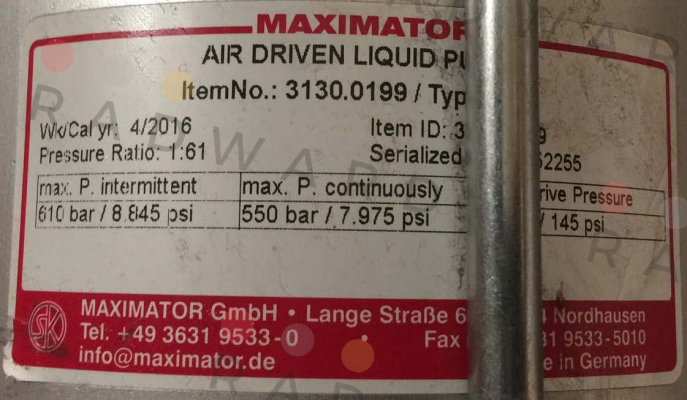 MAXIMATOR
AIR DRIVEN LIQUID
ItemNo.: 3130.0199 / Typ
Wk/Cal yr: 4/2016
Item ID: 3 9
Pressure Ratio: 1:61
Serialized 52255
max. P. intermittent max. P. continuously rive Pressure
610 bar / 8.845 psi 550 bar / 7.975 psi / 145 psi
MAXIMATOR GmbH • Lange Straße 6 4 Nordhausen
Tel. +49 3631 9533-0 • Fax 31 9533-5010
info@maximator.de e in Germany
SK
RADWARE